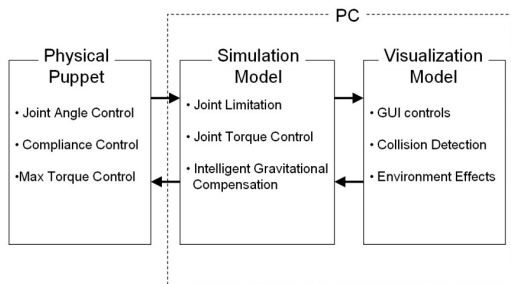 PC
Physical
Puppet
• Joint Angle Control
• Compliance Control
•Max Torque Control
Simulation
Model
• Joint Limitation
• Joint Torque Control
• Intelligent Gravitational
Compensation
Visualization
Model
• GUI controls
• Collision Detection
• Environment Effects